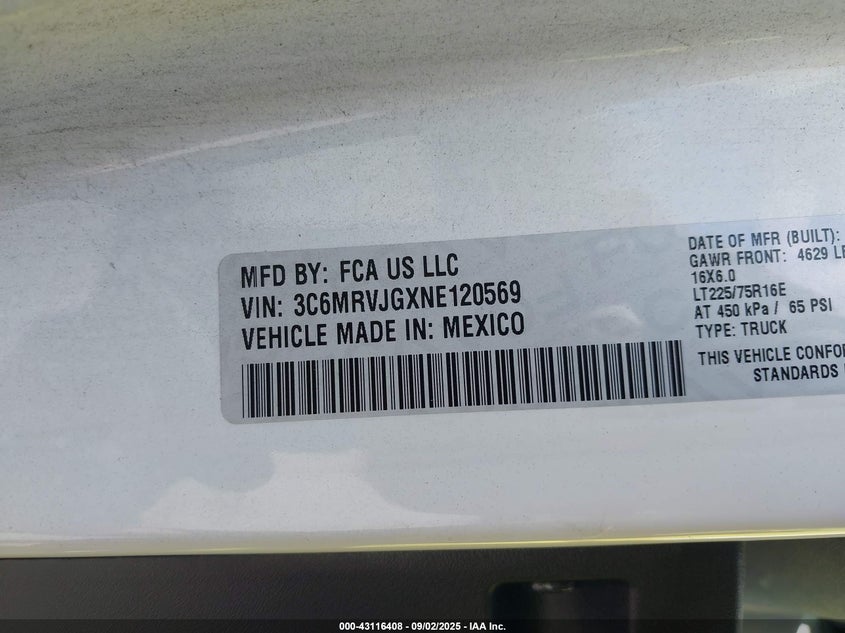 MFD BY: FCA US LLC
VIN: 3C6MRVJGXNE120569
VEHICLE MADE IN: MEXICO
DATE OF MFR (BUILT):
GAWR FRONT: 4629 LB
16X6.0
LT225/75R16E
AT 450 kPa / 65 PSI
TYPE: TRUCK
THIS VEHICLE CONFO
STANDARDS
000-43116408 - 09/02/2025 - IAA Inc.